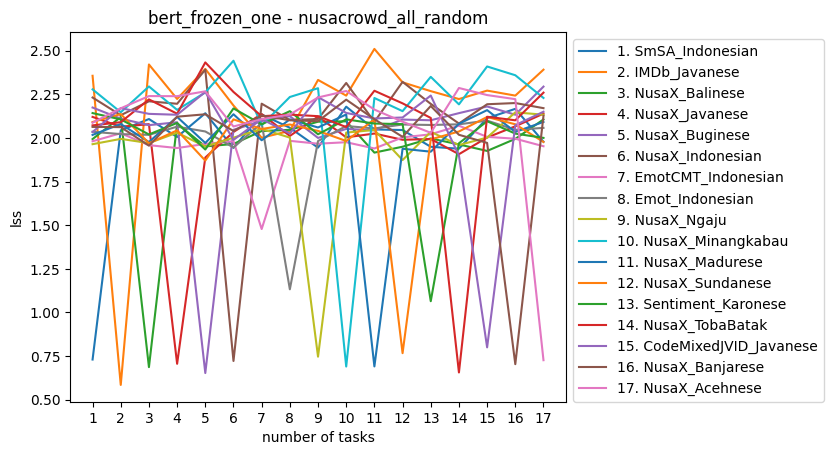 bert_frozen_one - nusacrowd_all_random
lss
2.50
2.25
2.00
1.75
1.50
1.25
1.00
0.75
0.50
1 2 3 4 5 6 7 8 9 10 11 12 13 14 15 16 17
number of tasks
1. SmSA_Indonesian
2. IMDb_Javanese
3. NusaX_Balinese
4. NusaX_Javanese
5. NusaX_Buginese
6. NusaX_Indonesian
7. EmotCMT_Indonesian
8. Emot_Indonesian
9. NusaX_Ngaju
10. NusaX_Minangkabau
11. NusaX_Madurese
12. NusaX_Sundanese
13. Sentiment_Karonese
14. NusaX_TobaBatak
15. CodeMixedJVID_Javanese
16. NusaX_Banjarese
17. NusaX_Acehnese